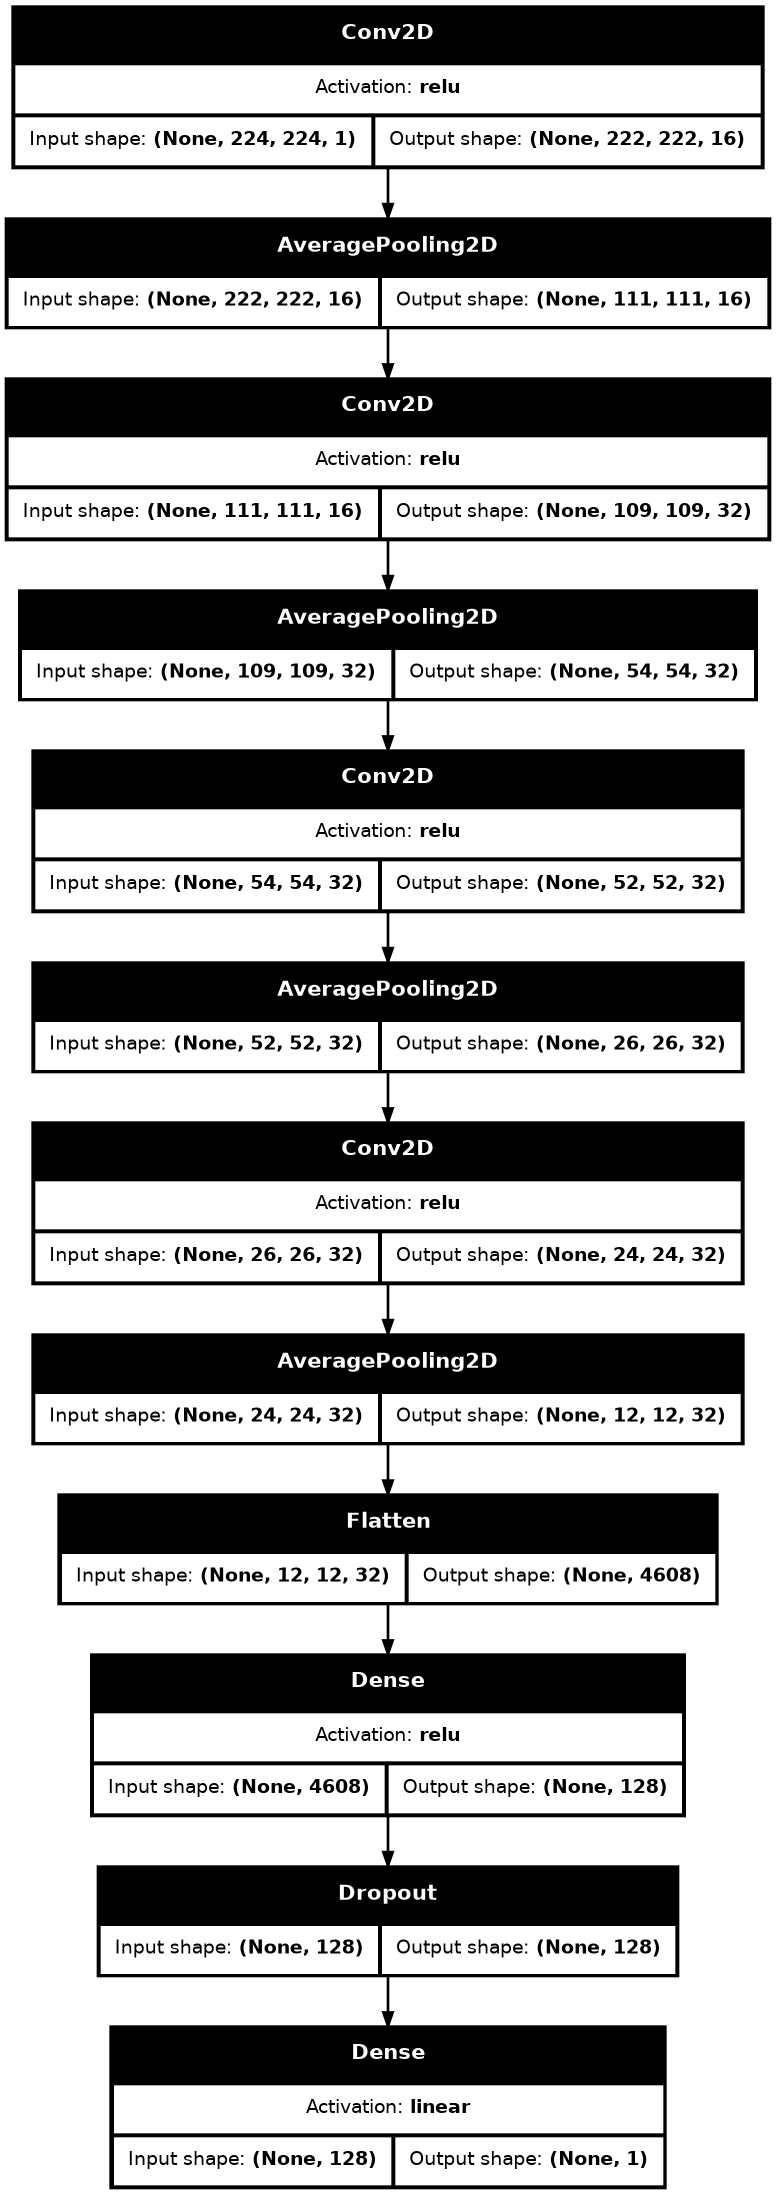 Conv2D
Activation: relu
Input shape: (None, 224, 224, 1) Output shape: (None, 222, 222, 16)
AveragePooling2D
Input shape: (None, 222, 222, 16) Output shape: (None, 111, 111, 16)
Conv2D
Activation: relu
Input shape: (None, 111, 111, 16) Output shape: (None, 109, 109, 32)
AveragePooling2D
Input shape: (None, 109, 109, 32) Output shape: (None, 54, 54, 32)
Conv2D
Activation: relu
Input shape: (None, 54, 54, 32) Output shape: (None, 52, 52, 32)
AveragePooling2D
Input shape: (None, 52, 52, 32) Output shape: (None, 26, 26, 32)
Conv2D
Activation: relu
Input shape: (None, 26, 26, 32) Output shape: (None, 24, 24, 32)
AveragePooling2D
Input shape: (None, 24, 24, 32) Output shape: (None, 12, 12, 32)
Flatten
Input shape: (None, 12, 12, 32) Output shape: (None, 4608)
Dense
Activation: relu
Input shape: (None, 4608) Output shape: (None, 128)
Dropout
Input shape: (None, 128) Output shape: (None, 128)
Dense
Activation: linear
Input shape: (None, 128) Output shape: (None, 1)